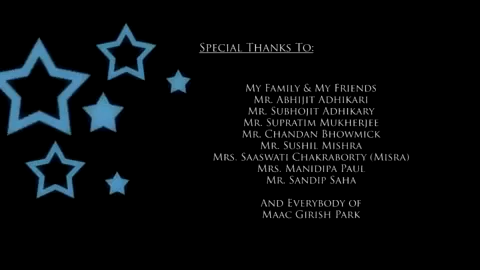 Special Thanks To:
My Family & My Friends
Mr. Abhijit Adhikari
Mr. Subhojit Adhikary
Mr. Supratim Mukherjee
Mr. Chandan Bhowmick
Mr. Sushil Mishra
Mrs. Saaswati Chakraborty (Misra)
Mrs. Manidipa Paul
Mr. Sandip Saha
And Everybody of
Maac Girish Park